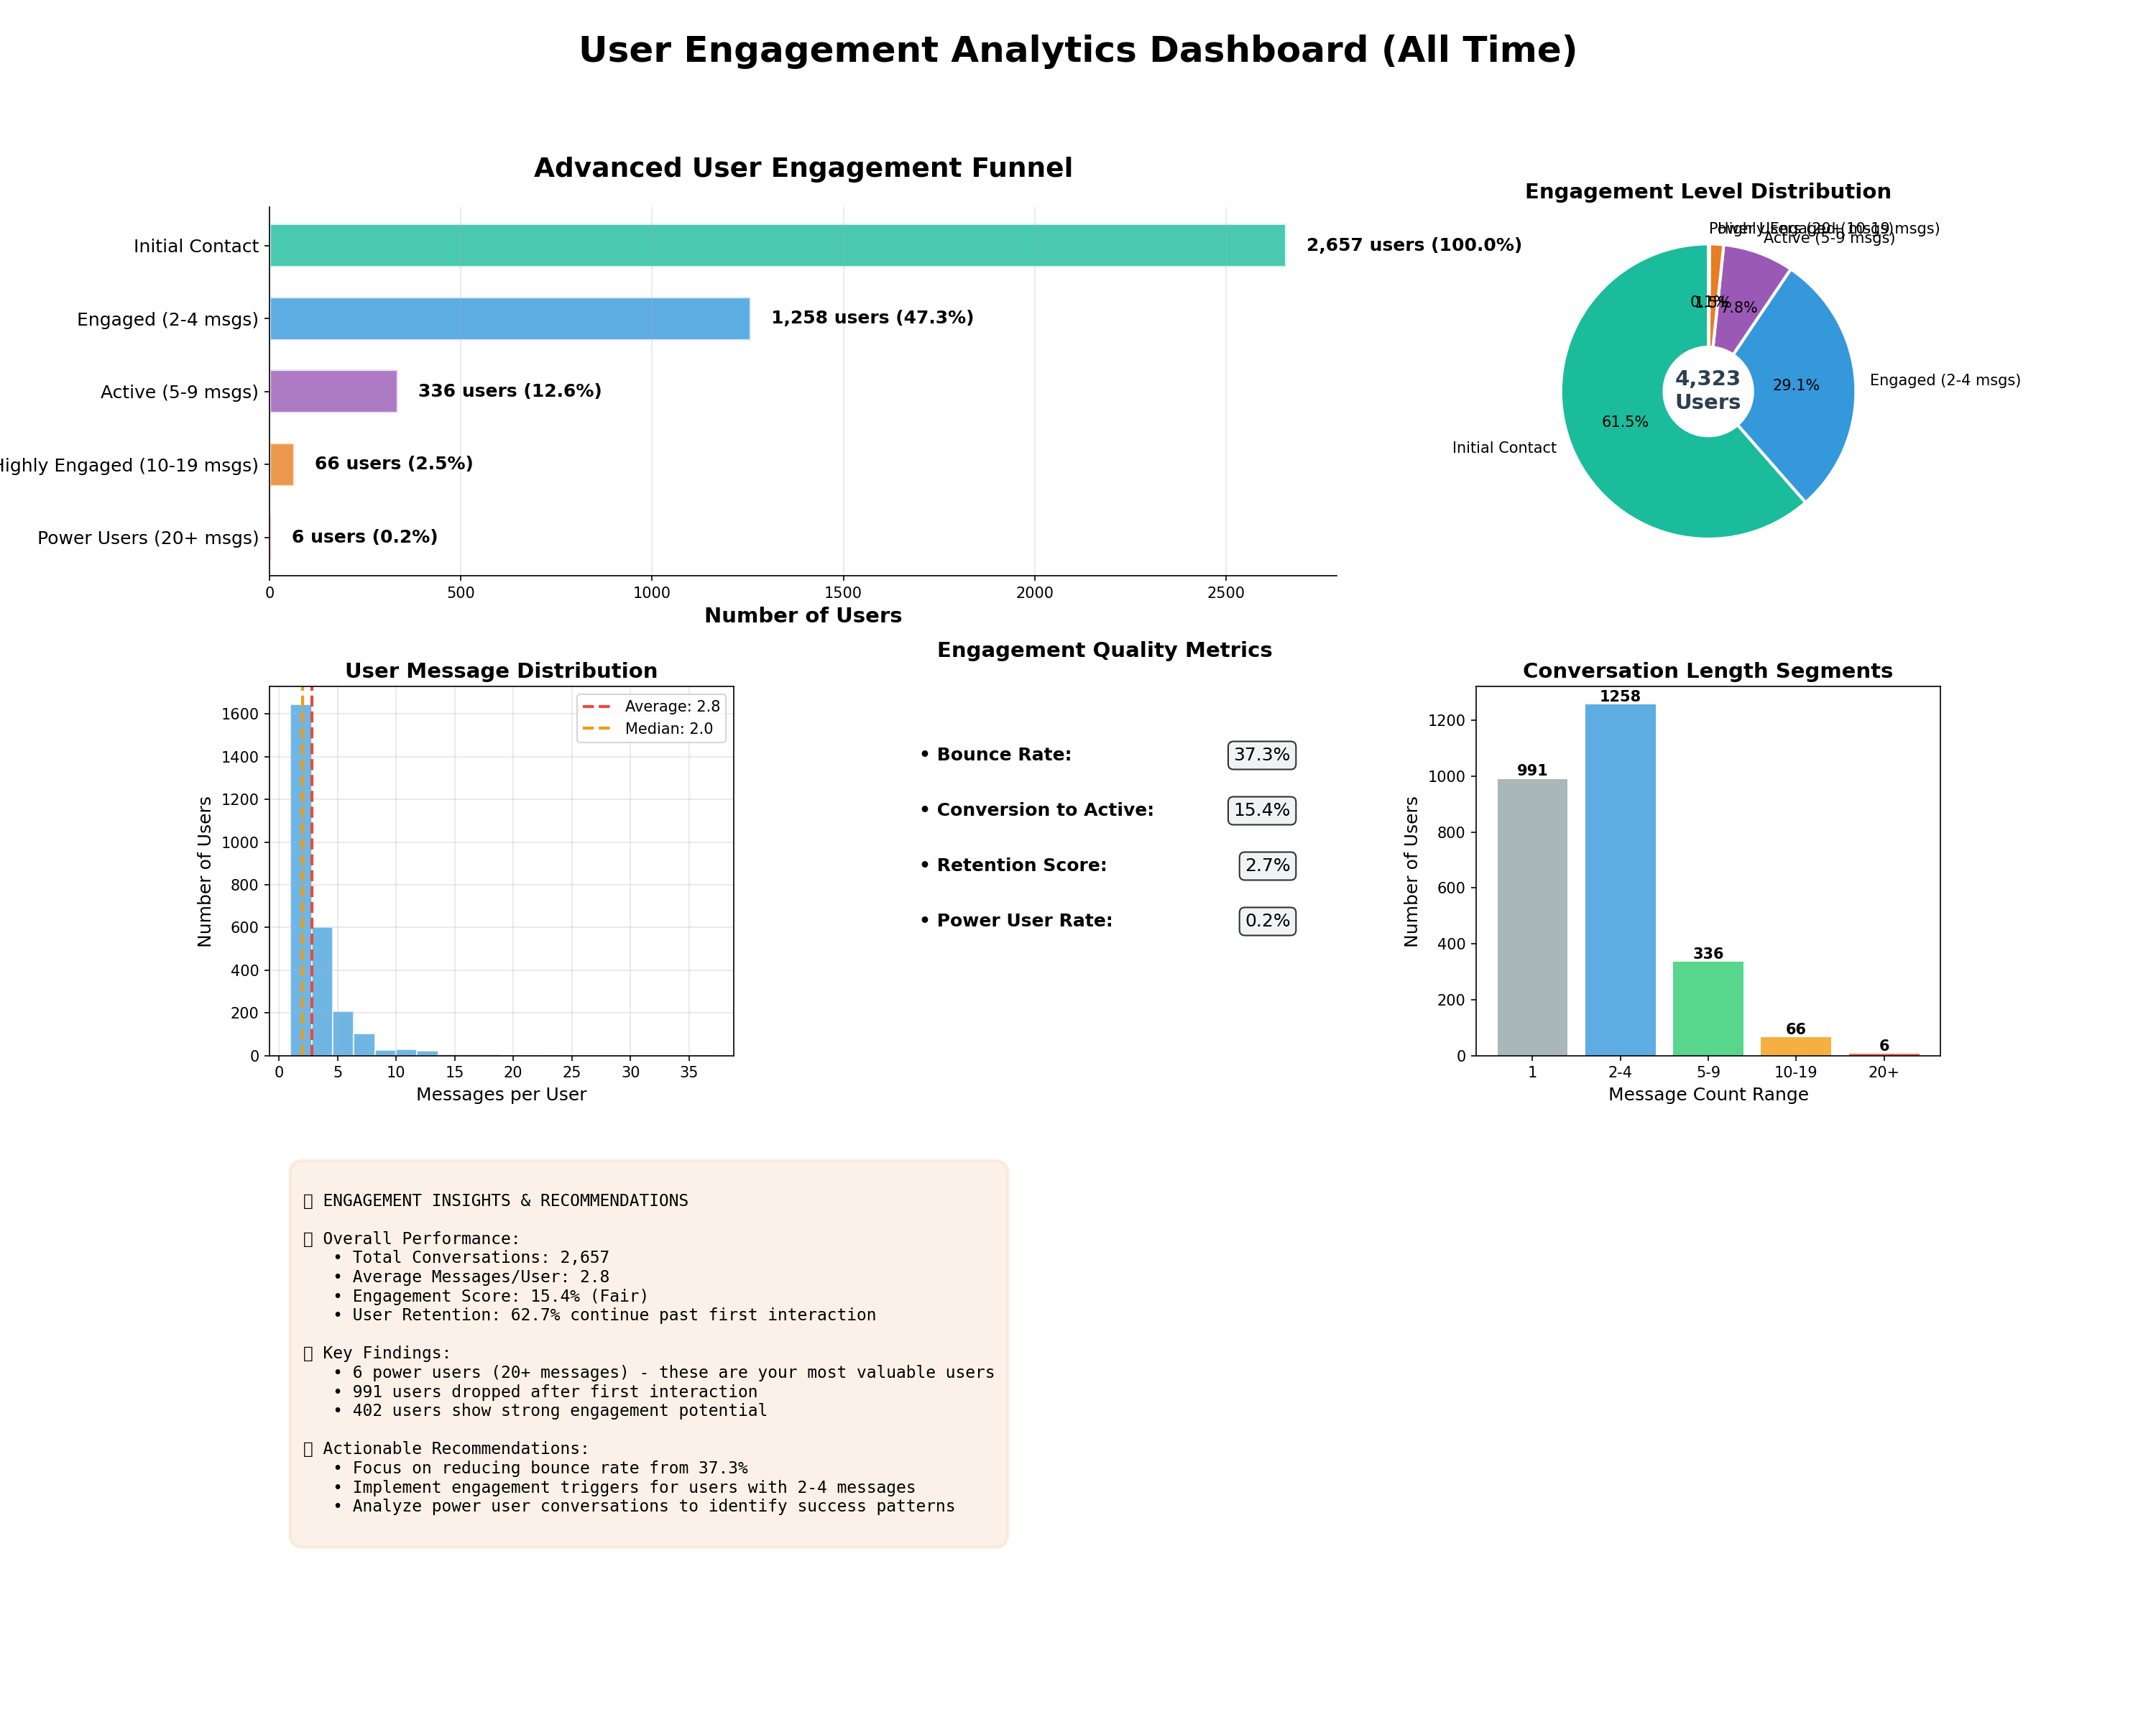 User Engagement Analytics Dashboard (All Time)
Advanced User Engagement Funnel
Initial Contact
2,657 users (100.0%)
Engaged (2-4 msgs)
1,258 users (47.3%)
Active (5-9 msgs)
336 users (12.6%)
Highly Engaged (10-19 msgs)
66 users (2.5%)
Power Users (20+ msgs)
6 users (0.2%)
0
500
1000
1500
2000
2500
Number of Users
Engagement Level Distribution
Power Users (20+ msgs)
Highly Engaged (10-19 msgs)
Active (5-9 msgs)
0.1%
1.5%
7.8%
4,323
Users
29.1%
Engaged (2-4 msgs)
61.5%
Initial Contact
User Message Distribution
Average: 2.8
Median: 2.0
Number of Users
1600
1400
1200
1000
800
600
400
200
0
0
5
10
15
20
25
30
35
Messages per User
Engagement Quality Metrics
• Bounce Rate: 37.3%
• Conversion to Active: 15.4%
• Retention Score: 2.7%
• Power User Rate: 0.2%
Conversation Length Segments
Number of Users
1200
1000
800
600
400
200
0
991
1258
336
66
6
1
2-4
5-9
10-19
20+
Message Count Range
ENGAGEMENT INSIGHTS & RECOMMENDATIONS
Overall Performance:
• Total Conversations: 2,657
• Average Messages/User: 2.8
• Engagement Score: 15.4% (Fair)
• User Retention: 62.7% continue past first interaction
Key Findings:
• 6 power users (20+ messages) - these are your most valuable users
• 991 users dropped after first interaction
• 402 users show strong engagement potential
Actionable Recommendations:
• Focus on reducing bounce rate from 37.3%
• Implement engagement triggers for users with 2-4 messages
• Analyze power user conversations to identify success patterns